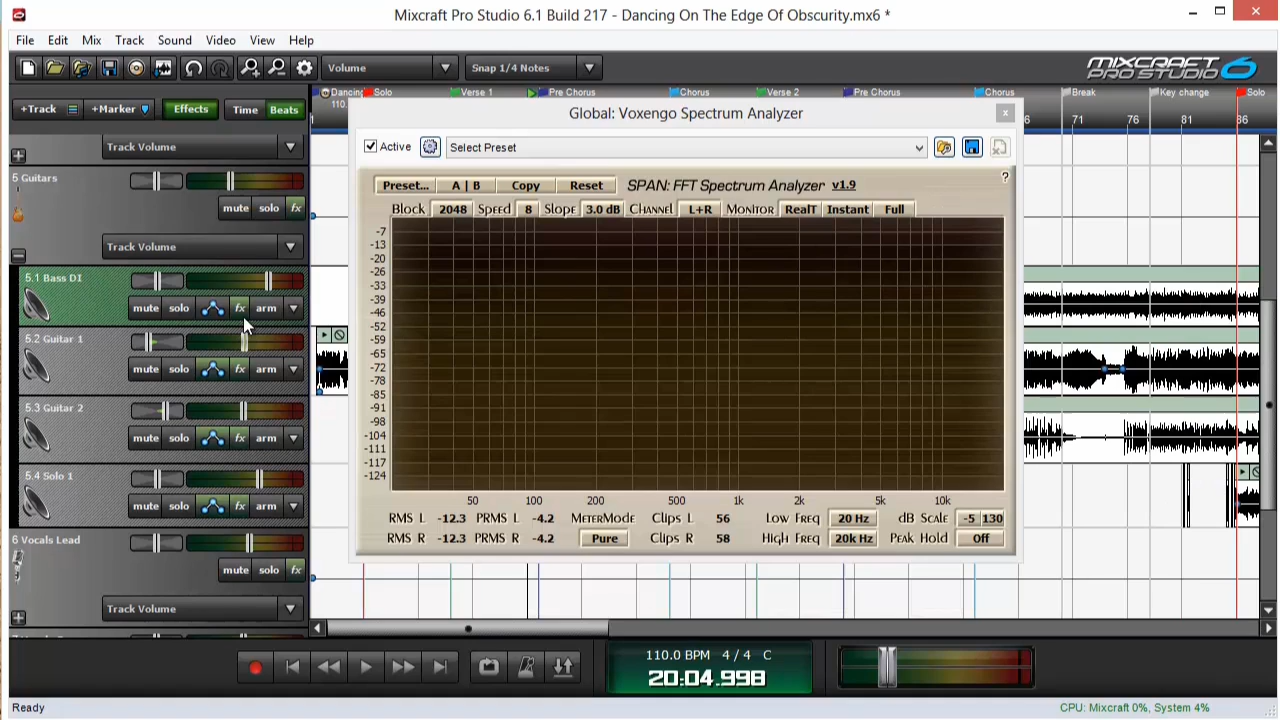 Mixcraft Pro Studio 6.1 Build 217 - Dancing On The Edge Of Obscurity.mx6 *
File Edit Mix Track Sound Video View Help
Volume Snap 1/4 Notes MIXCRAFT PRO STUDIO 6
+Track +Marker Effects Time Beats
Dancing Solo Verse 1 Pre Chorus Chorus Verse 2 Pre Chorus Chorus Break Key change Solo
110. 71 76 81 86
Global: Voxengo Spectrum Analyzer
Active Select Preset
Preset... A | B Copy Reset SPAN: FFT Spectrum Analyzer v1.9 ?
Block 2048 Speed 8 Slope 3.0 dB Channel L+R Monitor RealT Instant Full
-7
-13
-20
-26
-33
-39
-46
-52
-59
-65
-72
-78
-85
-91
-98
-104
-111
-117
-124
50 100 200 500 1k 2k 5k 10k
RMS L -12.3 PRMS L -4.2 MeterMode Clips L 56 Low Freq 20 Hz dB Scale -5 130
RMS R -12.3 PRMS R -4.2 Pure Clips R 58 High Freq 20k Hz Peak Hold Off
Track Volume
5 Guitars
mute solo fx
Track Volume
5.1 Bass DI
mute solo fx arm
5.2 Guitar 1
mute solo fx arm
5.3 Guitar 2
mute solo fx arm
5.4 Solo 1
mute solo fx arm
6 Vocals Lead
mute solo fx
Track Volume
110.0 BPM 4 / 4 C
20:04.998
Ready CPU: Mixcraft 0%, System 4%